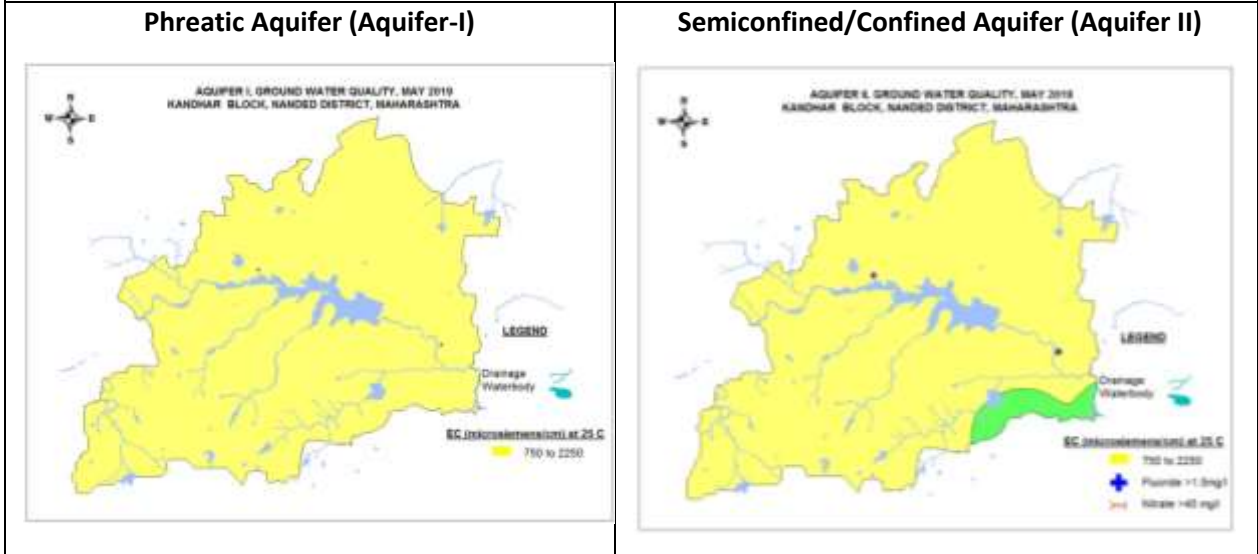 Phreatic Aquifer (Aquifer-I)
Semiconfined/Confined Aquifer (Aquifer II)
AQUIFER I, GROUND WATER QUALITY, MAY 2019
KANDHAR BLOCK, NANDED DISTRICT, MAHARASHTRA
N
W E
S
LEGEND
Drainage
Waterbody
EC (microsiemens/cm) at 25 C
750 to 2250
AQUIFER II, GROUND WATER QUALITY, MAY 2019
KANDHAR BLOCK, NANDED DISTRICT, MAHARASHTRA
N
W E
S
LEGEND
Drainage
Waterbody
EC (microsiemens/cm) at 25 C
750 to 2250
Fluoride >1.5mg/l
Nitrate >45 mg/l